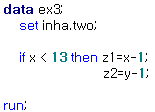 data ex3;
set inha.two;
if x < 13 then z1=x-1;
z2=y-1;
run;